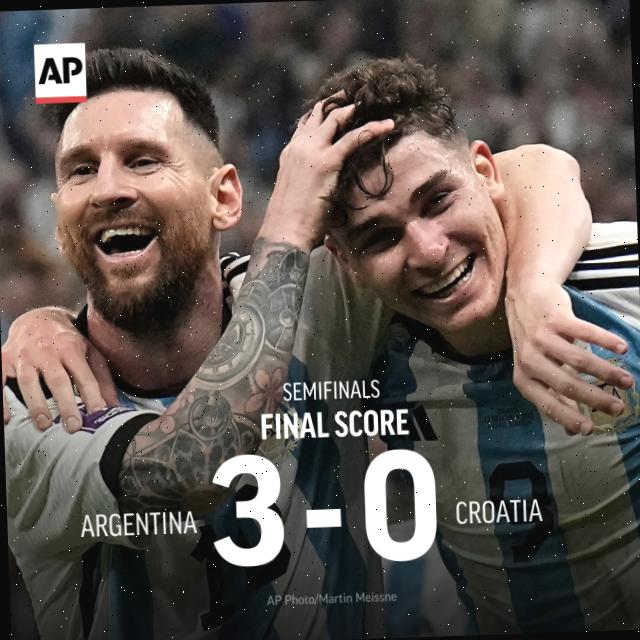 AP
SEMIFINALS
FINAL SCORE
ARGENTINA 3-0 CROATIA
AP Photo/Martin Meissne